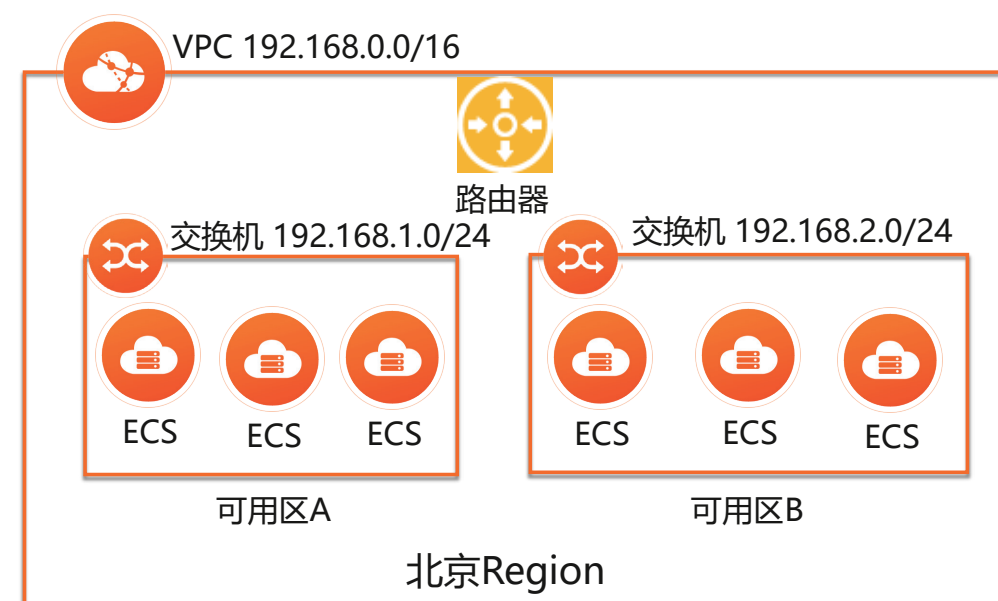 VPC 192.168.0.0/16
路由器
交换机 192.168.1.0/24
交换机 192.168.2.0/24
ECS
ECS
ECS
ECS
ECS
ECS
可用区A
可用区B
北京Region